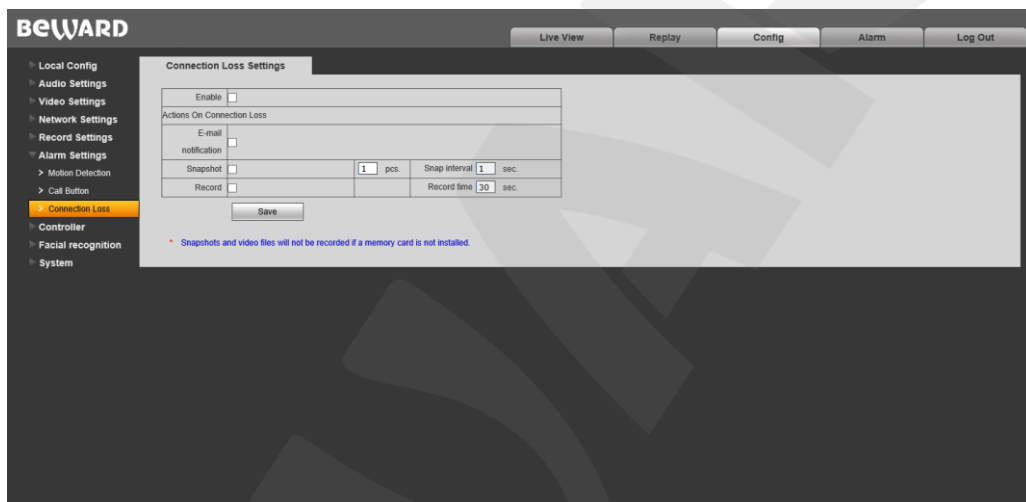 BEWARD
Live View Replay Config Alarm Log Out
Local Config
Audio Settings
Video Settings
Network Settings
Record Settings
Alarm Settings
> Motion Detection
> Call Button
> Connection Loss
Controller
Facial recognition
System
Connection Loss Settings
Enable
Actions On Connection Loss
E-mail
notification
Snapshot 1 pcs. Snap interval 1 sec.
Record Record time 30 sec.
Save
* Snapshots and video files will not be recorded if a memory card is not installed.